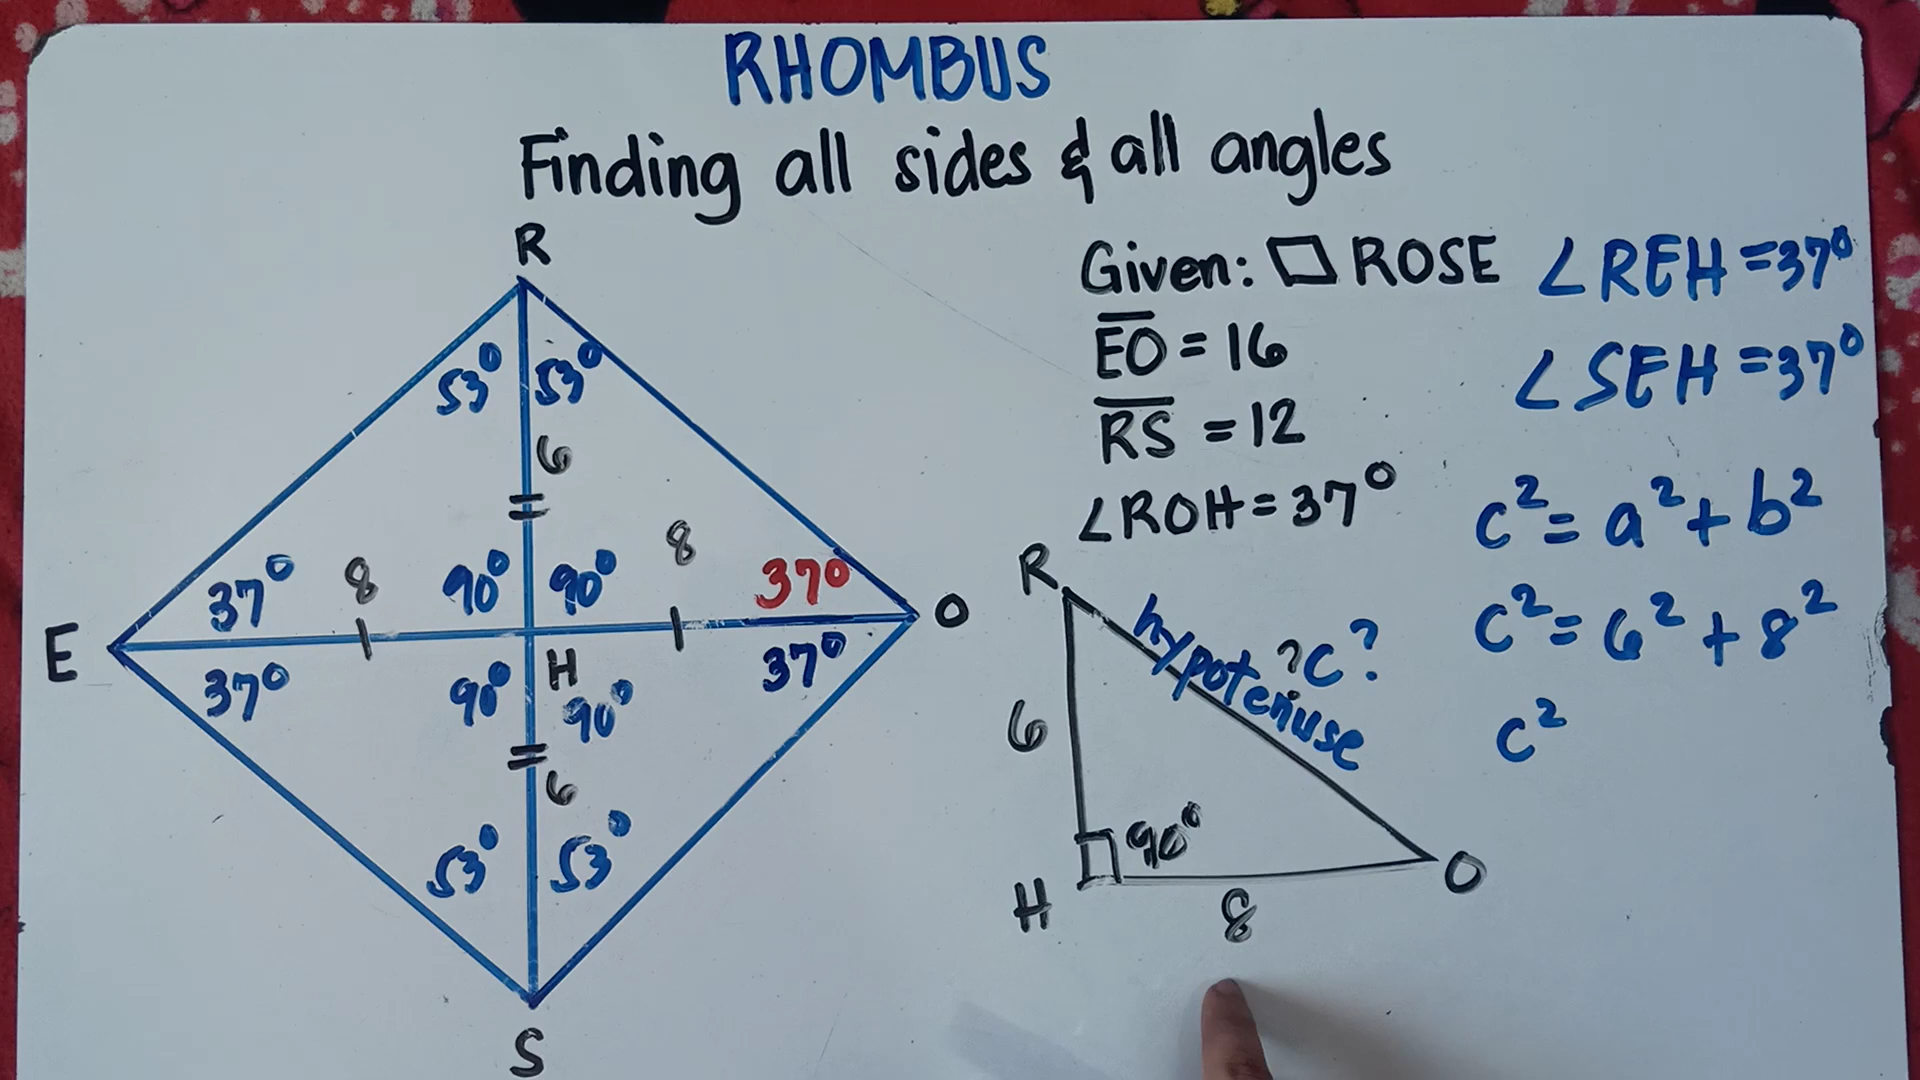 RHOMBUS
Finding all sides & all angles
Given: ▱ ROSE
EO = 16
RS = 12
∠ROH = 37°
∠REH = 37°
∠SEH = 37°
c² = a² + b²
c² = 6² + 8²
c²
R
53° 53°
6
37° 8 90° 90° 8 37°
E H O
37° 90° 90° 37°
6
53° 53°
S
R
hypotenuse ?c?
6
90°
H O
8